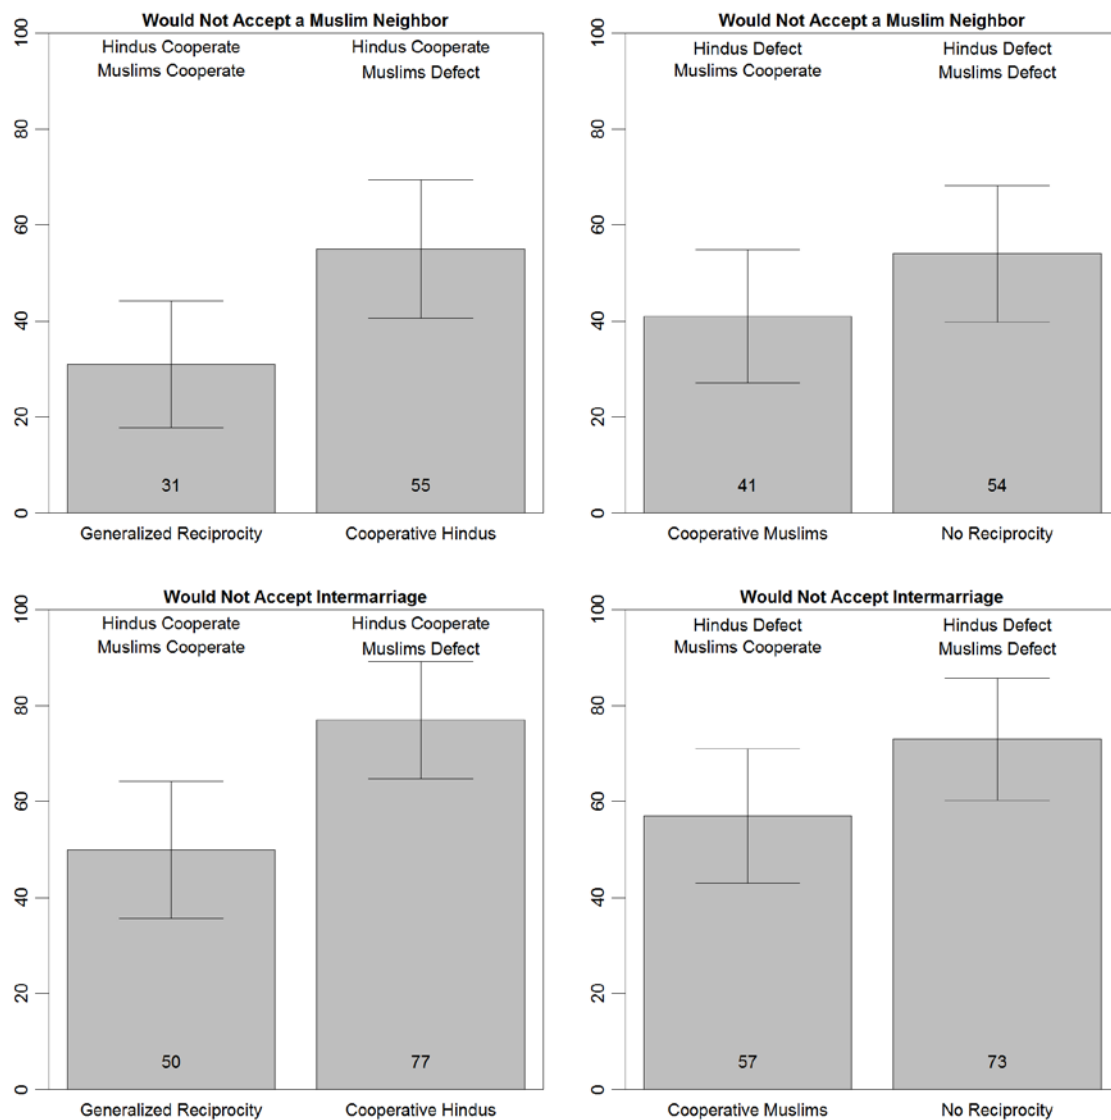 Would Not Accept a Muslim Neighbor
Hindus Cooperate
Muslims Cooperate
Hindus Cooperate
Muslims Defect
100
80
60
40
20
0
31
55
Generalized Reciprocity
Cooperative Hindus
Would Not Accept a Muslim Neighbor
Hindus Defect
Muslims Cooperate
Hindus Defect
Muslims Defect
100
80
60
40
20
0
41
54
Cooperative Muslims
No Reciprocity
Would Not Accept Intermarriage
Hindus Cooperate
Muslims Cooperate
Hindus Cooperate
Muslims Defect
100
80
60
40
20
0
50
77
Generalized Reciprocity
Cooperative Hindus
Would Not Accept Intermarriage
Hindus Defect
Muslims Cooperate
Hindus Defect
Muslims Defect
100
80
60
40
20
0
57
73
Cooperative Muslims
No Reciprocity